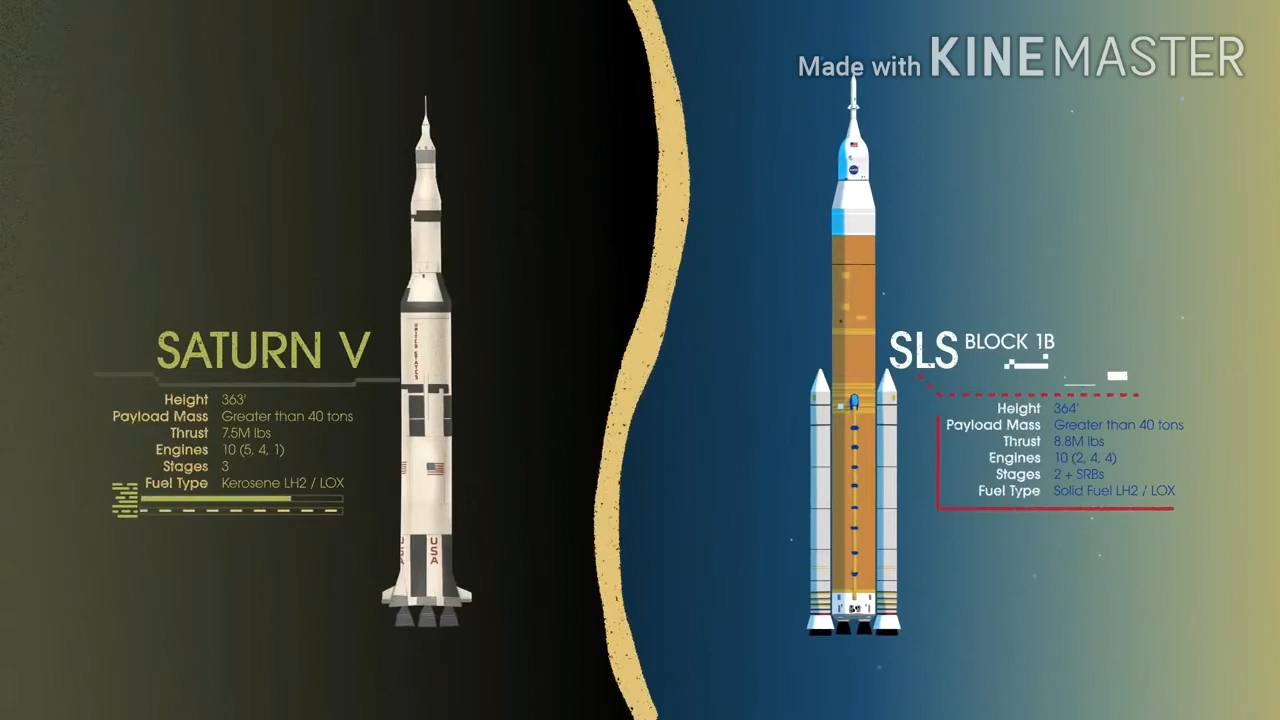 Made with KINEMASTER
SATURN V
Height 363'
Payload Mass Greater than 40 tons
Thrust 7.5M lbs
Engines 10 (5, 4, 1)
Stages 3
Fuel Type Kerosene LH2 / LOX
UNITED STATES
USA
SLS BLOCK 1B
Height 364'
Payload Mass Greater than 40 tons
Thrust 8.8M lbs
Engines 10 (2, 4, 4)
Stages 2 + SRBs
Fuel Type Solid Fuel LH2 / LOX